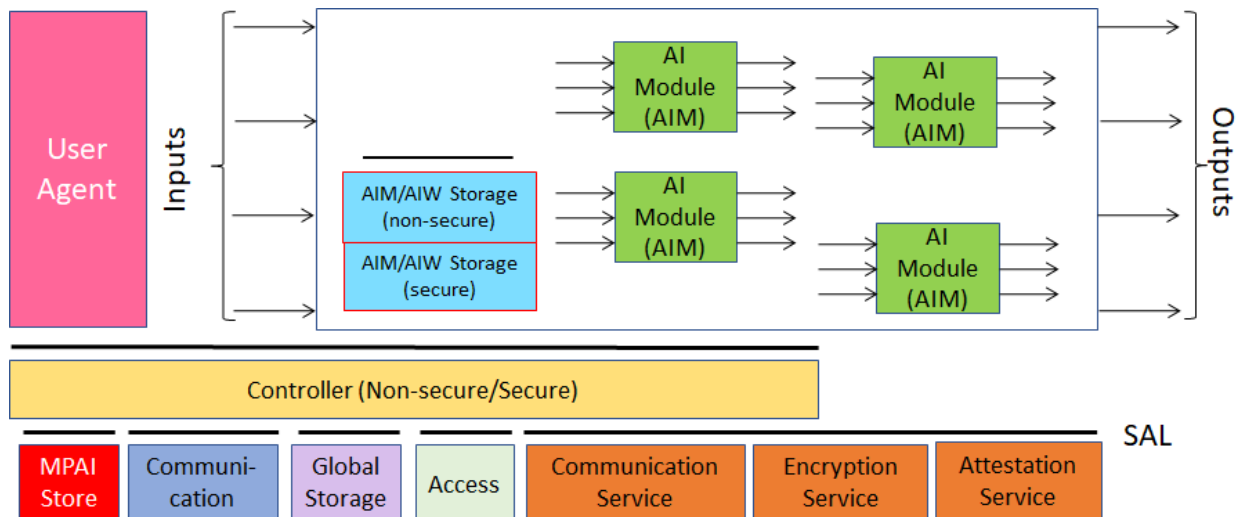 User
Agent
Inputs
AI
Module
(AIM)
AI
Module
(AIM)
AIM/AIW Storage
(non-secure)
AIM/AIW Storage
(secure)
AI
Module
(AIM)
AI
Module
(AIM)
Outputs
Controller (Non-secure/Secure)
SAL
MPAI
Store
Communi-
cation
Global
Storage
Access
Communication
Service
Encryption
Service
Attestation
Service